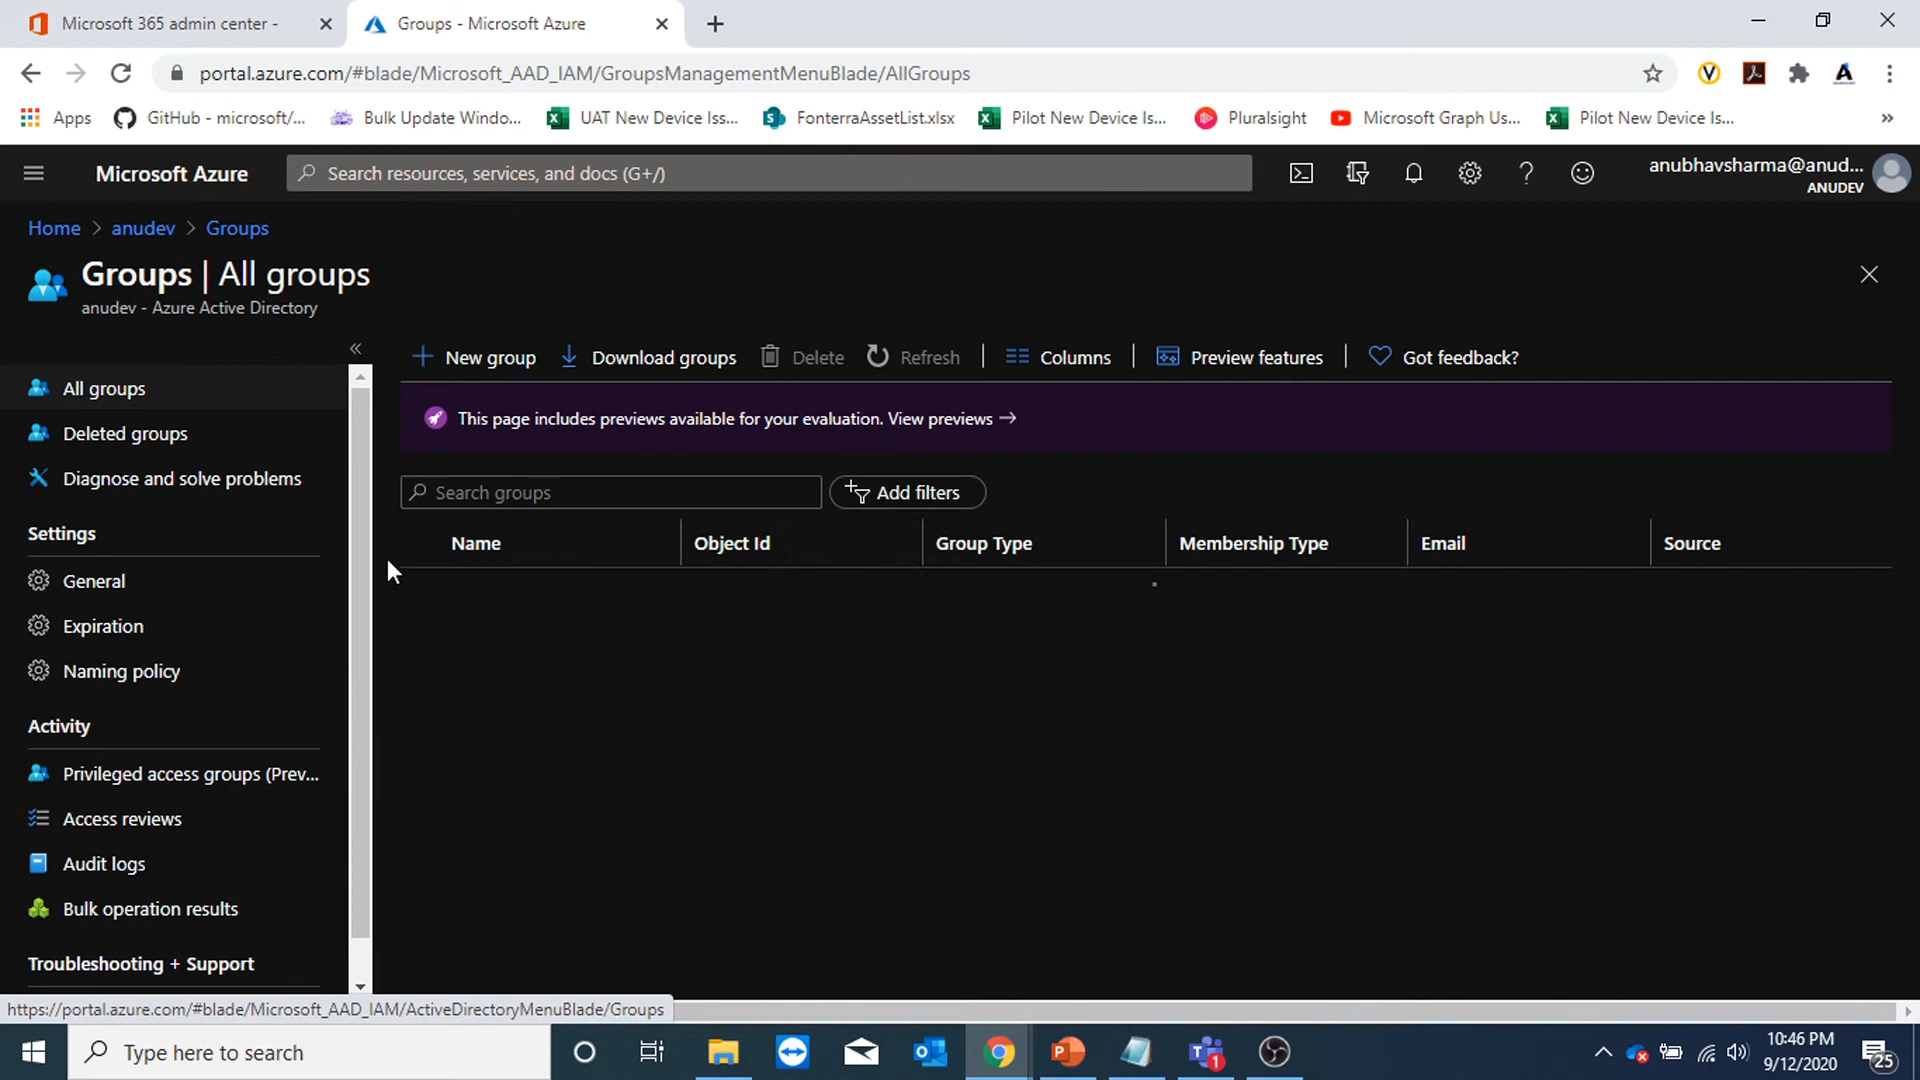 Microsoft 365 admin center -
Groups - Microsoft Azure
portal.azure.com/#blade/Microsoft_AAD_IAM/GroupsManagementMenuBlade/AllGroups
Apps
GitHub - microsoft/...
Bulk Update Windo...
UAT New Device Iss...
FonterraAssetList.xlsx
Pilot New Device Is...
Pluralsight
Microsoft Graph Us...
Pilot New Device Is...
»
Microsoft Azure
Search resources, services, and docs (G+/)
anubhavsharma@anud...
ANUDEV
Home > anudev > Groups
Groups | All groups
anudev - Azure Active Directory
New group
Download groups
Delete
Refresh
Columns
Preview features
Got feedback?
This page includes previews available for your evaluation. View previews →
Search groups
Add filters
Name
Object Id
Group Type
Membership Type
Email
Source
All groups
Deleted groups
Diagnose and solve problems
Settings
General
Expiration
Naming policy
Activity
Privileged access groups (Prev...
Access reviews
Audit logs
Bulk operation results
Troubleshooting + Support
https://portal.azure.com/#blade/Microsoft_AAD_IAM/ActiveDirectoryMenuBlade/Groups
Type here to search
1
10:46 PM
9/12/2020
25